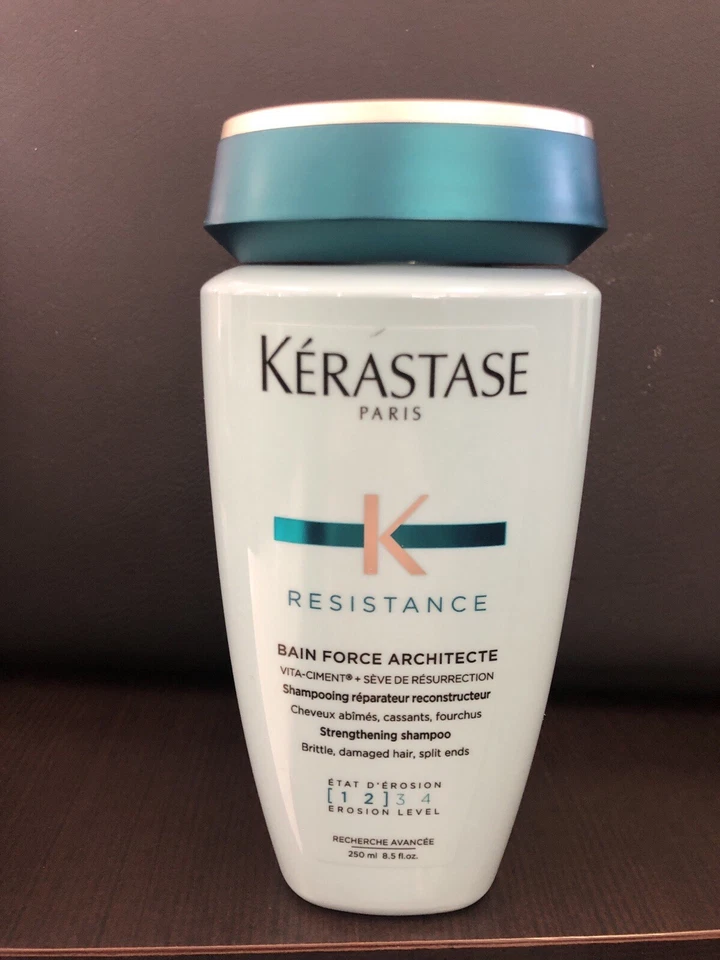 KÉRASTASE
PARIS
K
RESISTANCE
BAIN FORCE ARCHITECTE
VITA-CIMENT® + SÈVE DE RÉSURRECTION
Shampooing réparateur reconstructeur
Cheveux abîmés, cassants, fourchus
Strengthening shampoo
Brittle, damaged hair, split ends
ÉTAT D'ÉROSION
[1 2] 3 4
EROSION LEVEL
RECHERCHE AVANCÉE
250 ml 8.5 fl.oz.